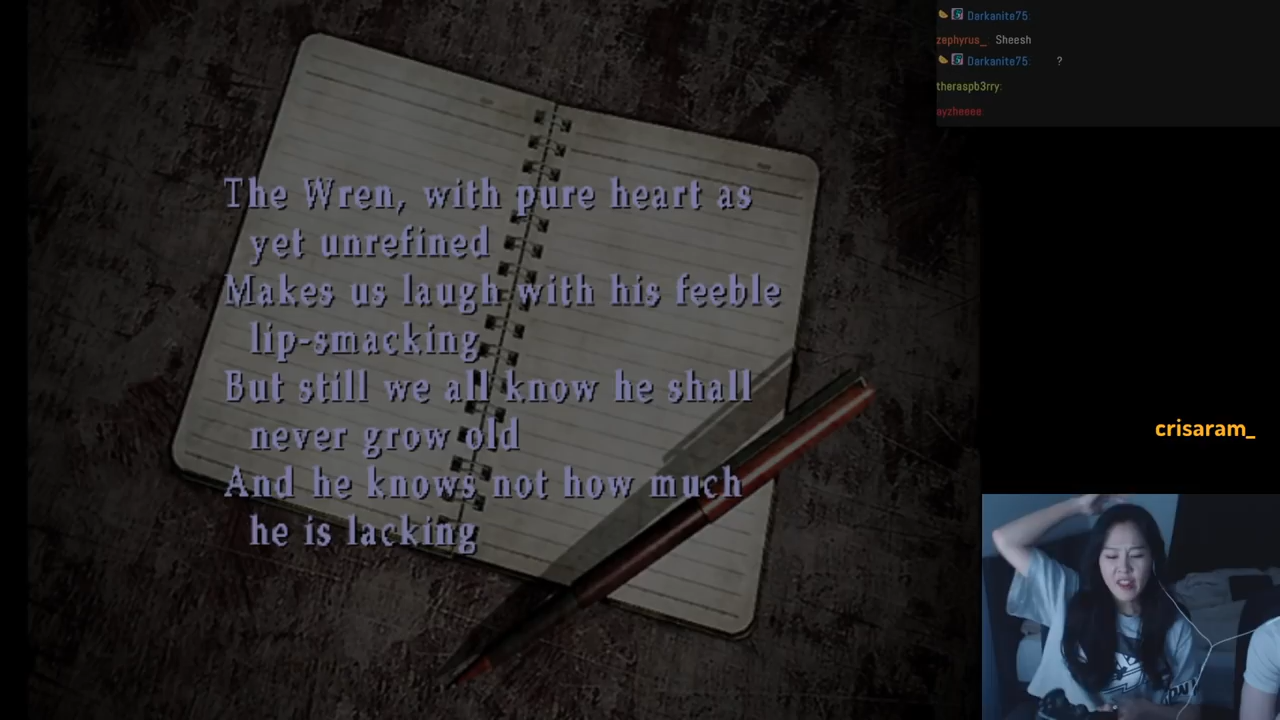 Darkanite75:
zephyrus_ Sheesh
Darkanite75: ?
theraspb3rry:
ayzheeee:
The Wren, with pure heart as
yet unrefined
Makes us laugh with his feeble
lip-smacking
But still we all know he shall
never grow old
And he knows not how much
he is lacking
crisaram_